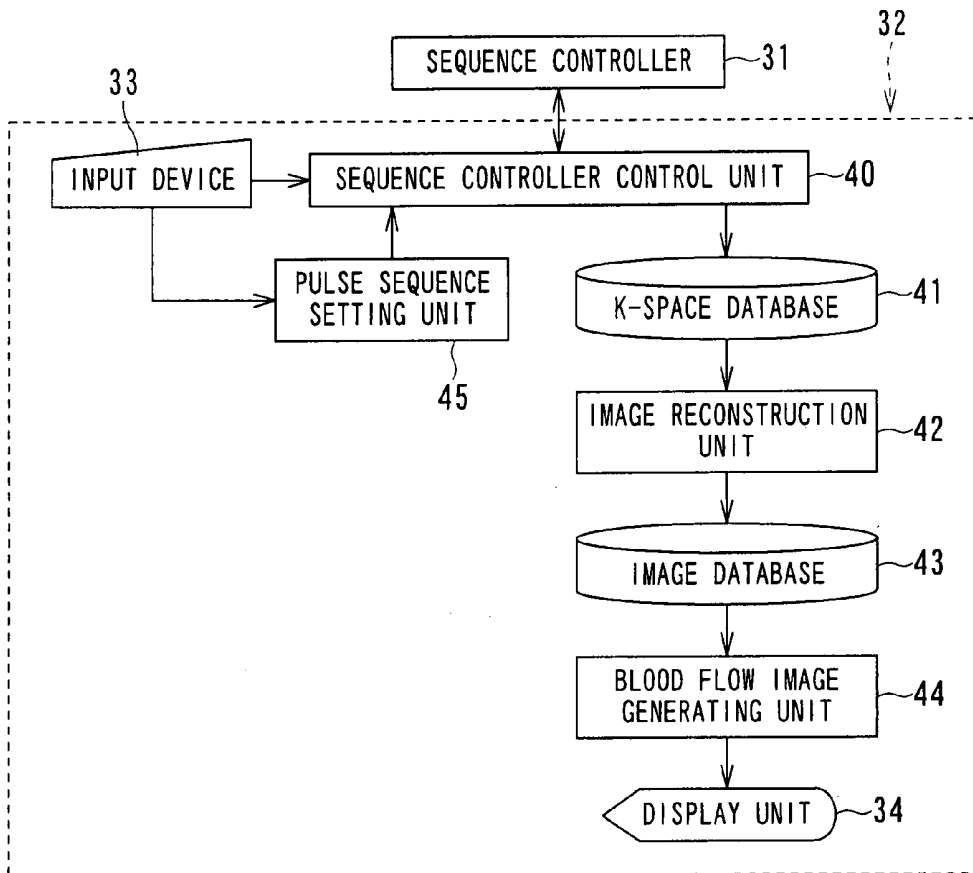 32
SEQUENCE CONTROLLER
31
33
INPUT DEVICE
SEQUENCE CONTROLLER CONTROL UNIT
40
PULSE SEQUENCE
SETTING UNIT
45
K-SPACE DATABASE
41
IMAGE RECONSTRUCTION
UNIT
42
IMAGE DATABASE
43
BLOOD FLOW IMAGE
GENERATING UNIT
44
DISPLAY UNIT
34